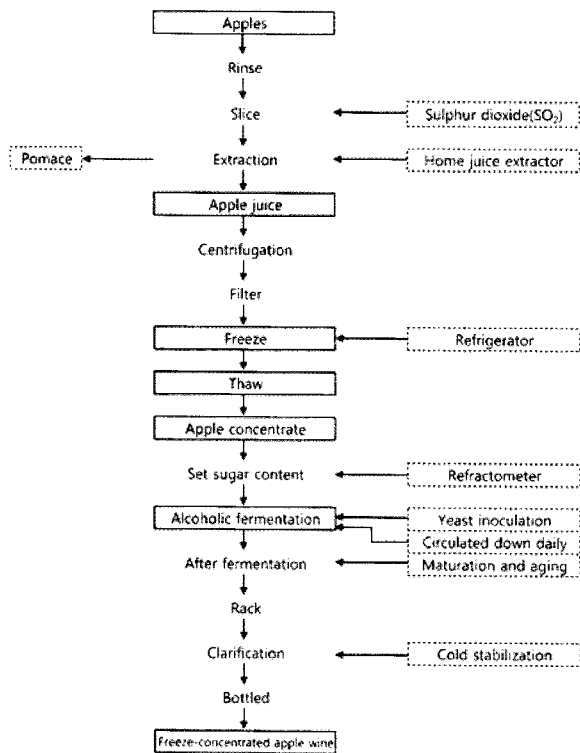 Apples
Rinse
Slice
Sulphur dioxide(SO₂)
Pomace
Extraction
Home juice extractor
Apple juice
Centrifugation
Filter
Freeze
Refrigerator
Thaw
Apple concentrate
Set sugar content
Refractometer
Alcoholic fermentation
Yeast inoculation
Circulated down daily
After fermentation
Maturation and aging
Rack
Clarification
Cold stabilization
Bottled
Freeze-concentrated apple wine